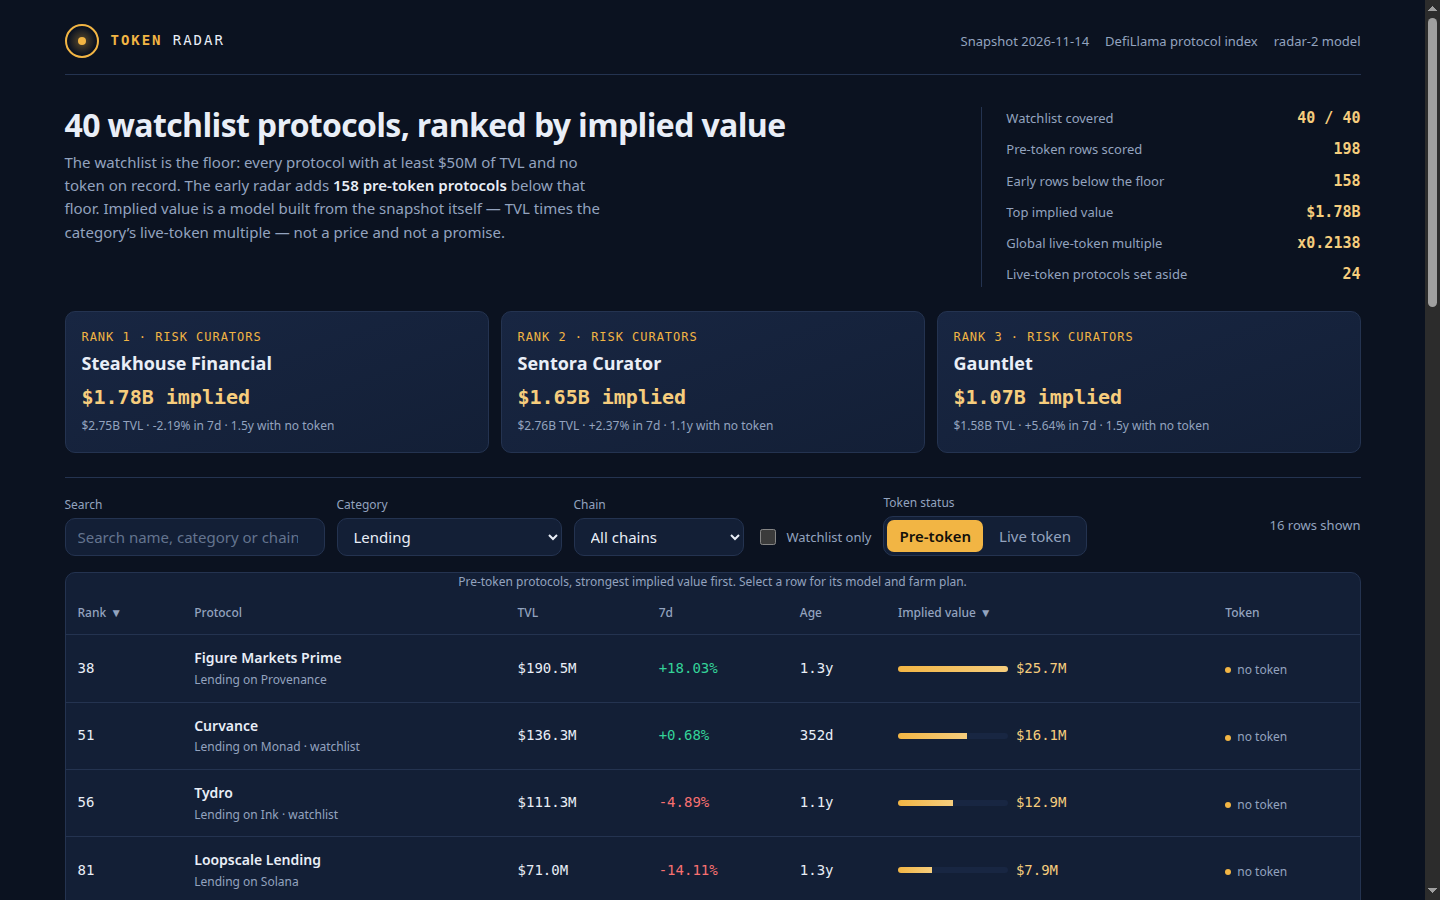 TOKEN RADAR
Snapshot 2026-11-14 DefiLlama protocol index radar-2 model
40 watchlist protocols, ranked by implied value
The watchlist is the floor: every protocol with at least $50M of TVL and no
token on record. The early radar adds 158 pre-token protocols below that
floor. Implied value is a model built from the snapshot itself — TVL times the
category’s live-token multiple — not a price and not a promise.
Watchlist covered 40 / 40
Pre-token rows scored 198
Early rows below the floor 158
Top implied value $1.78B
Global live-token multiple x0.2138
Live-token protocols set aside 24
RANK 1 · RISK CURATORS
Steakhouse Financial
$1.78B implied
$2.75B TVL · -2.19% in 7d · 1.5y with no token
RANK 2 · RISK CURATORS
Sentora Curator
$1.65B implied
$2.76B TVL · +2.37% in 7d · 1.1y with no token
RANK 3 · RISK CURATORS
Gauntlet
$1.07B implied
$1.58B TVL · +5.64% in 7d · 1.5y with no token
Search Category Chain Token status
Search name, category or chain Lending All chains Watchlist only Pre-token Live token 16 rows shown
Pre-token protocols, strongest implied value first. Select a row for its model and farm plan.
Rank ▼ Protocol TVL 7d Age Implied value ▼ Token
38 Figure Markets Prime $190.5M +18.03% 1.3y $25.7M no token
Lending on Provenance
51 Curvance $136.3M +0.68% 352d $16.1M no token
Lending on Monad · watchlist
56 Tydro $111.3M -4.89% 1.1y $12.9M no token
Lending on Ink · watchlist
81 Loopscale Lending $71.0M -14.11% 1.3y $7.9M no token
Lending on Solana